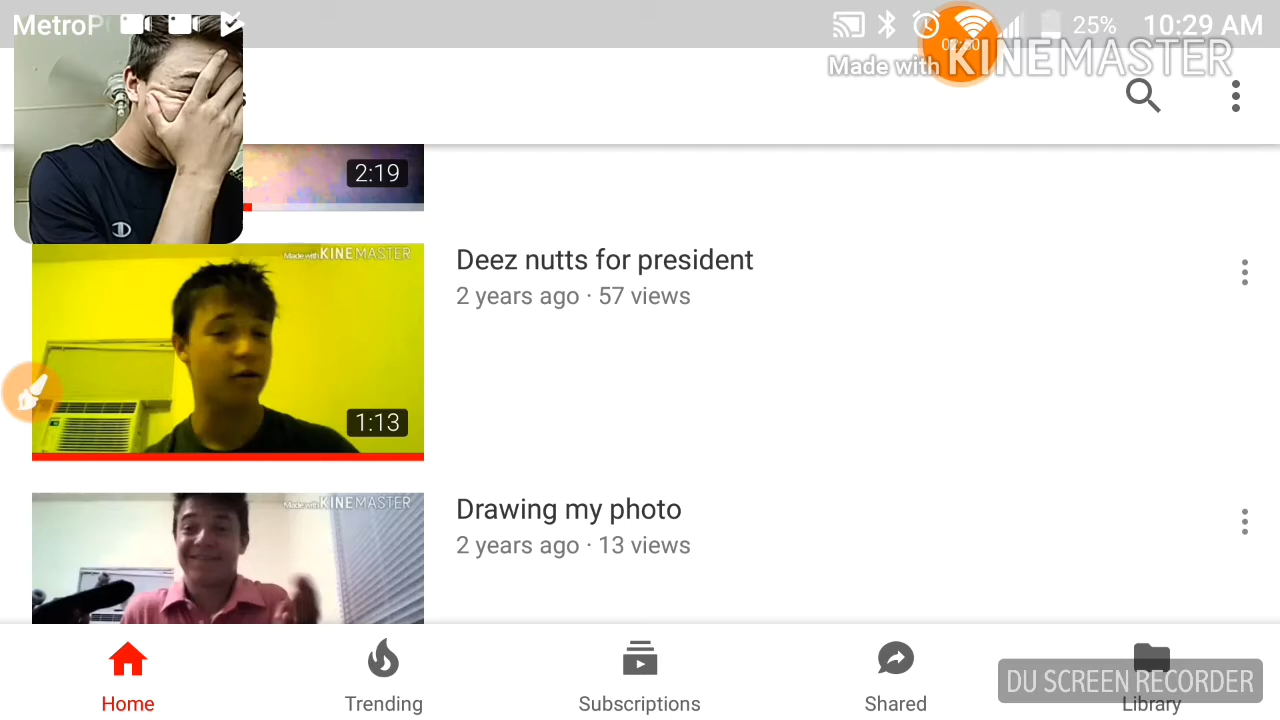 MetroP 25% 10:29 AM
02:30
Made with KINEMASTER
s
2:19
Made with KINEMASTER
Deez nutts for president
2 years ago · 57 views
1:13
Made with KINEMASTER
Drawing my photo
2 years ago · 13 views
Home Trending Subscriptions Shared Library
DU SCREEN RECORDER